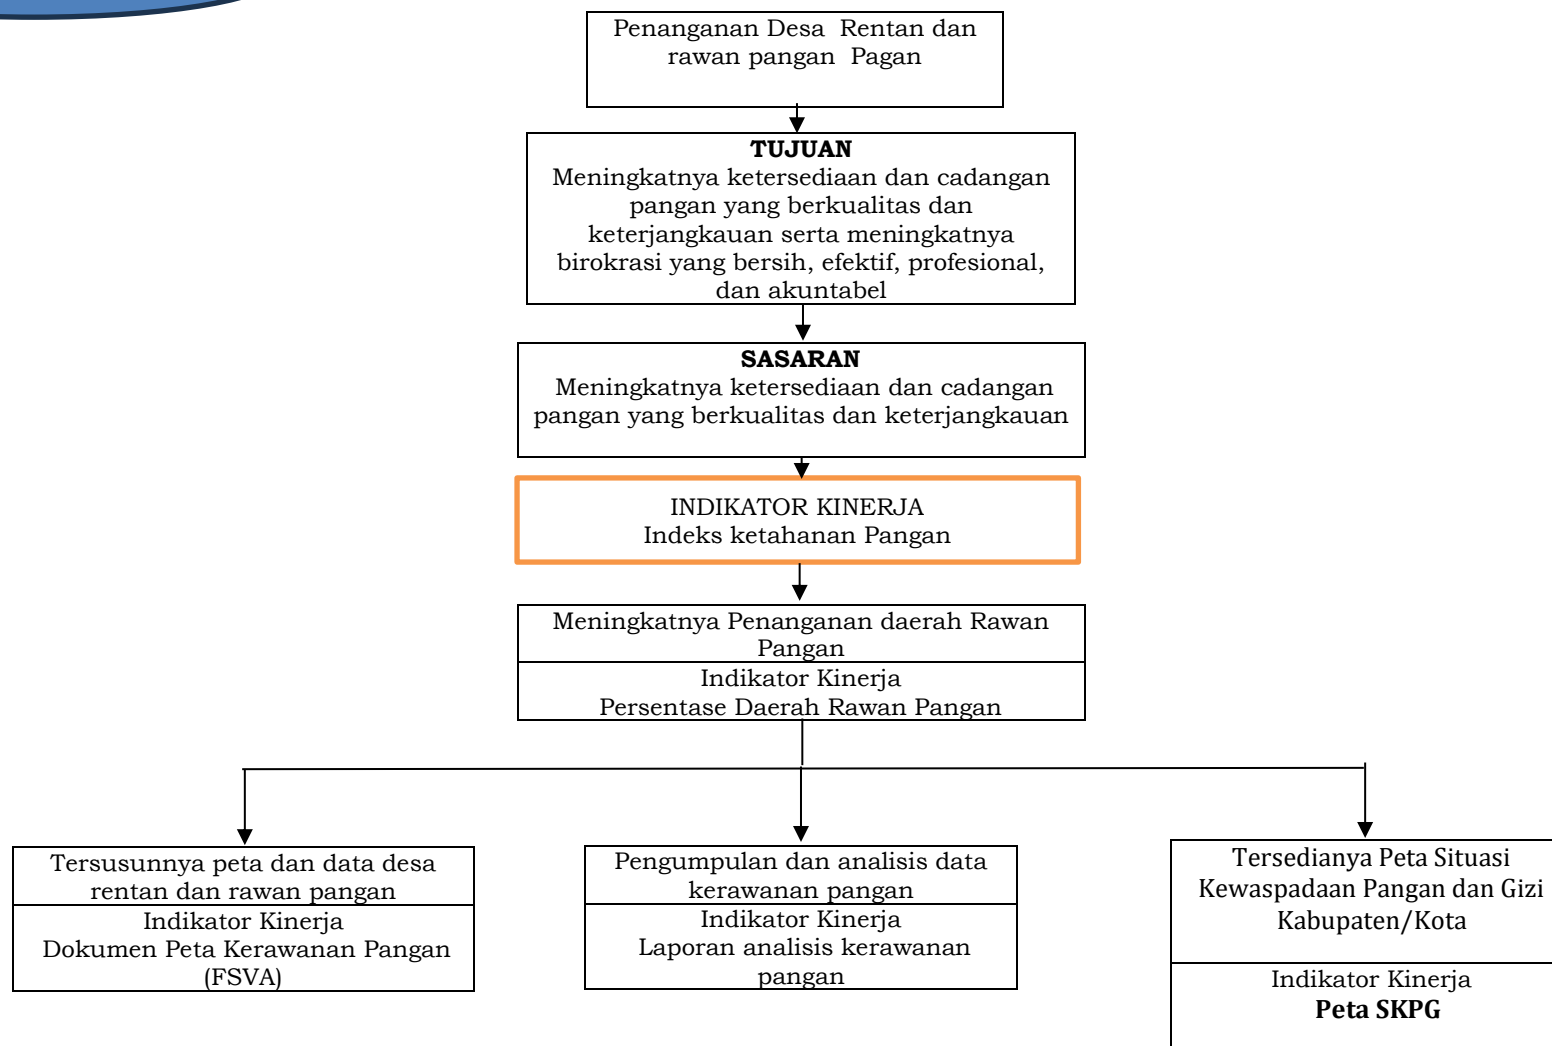 Penanganan Desa Rentan dan
rawan pangan Pagan
TUJUAN
Meningkatnya ketersediaan dan cadangan
pangan yang berkualitas dan
keterjangkauan serta meningkatnya
birokrasi yang bersih, efektif, profesional,
dan akuntabel
SASARAN
Meningkatnya ketersediaan dan cadangan
pangan yang berkualitas dan keterjangkauan
INDIKATOR KINERJA
Indeks ketahanan Pangan
Meningkatnya Penanganan daerah Rawan
Pangan
Indikator Kinerja
Persentase Daerah Rawan Pangan
Tersusunnya peta dan data desa
rentan dan rawan pangan
Indikator Kinerja
Dokumen Peta Kerawanan Pangan
(FSVA)
Pengumpulan dan analisis data
kerawanan pangan
Indikator Kinerja
Laporan analisis kerawanan
pangan
Tersedianya Peta Situasi
Kewaspadaan Pangan dan Gizi
Kabupaten/Kota
Indikator Kinerja
Peta SKPG